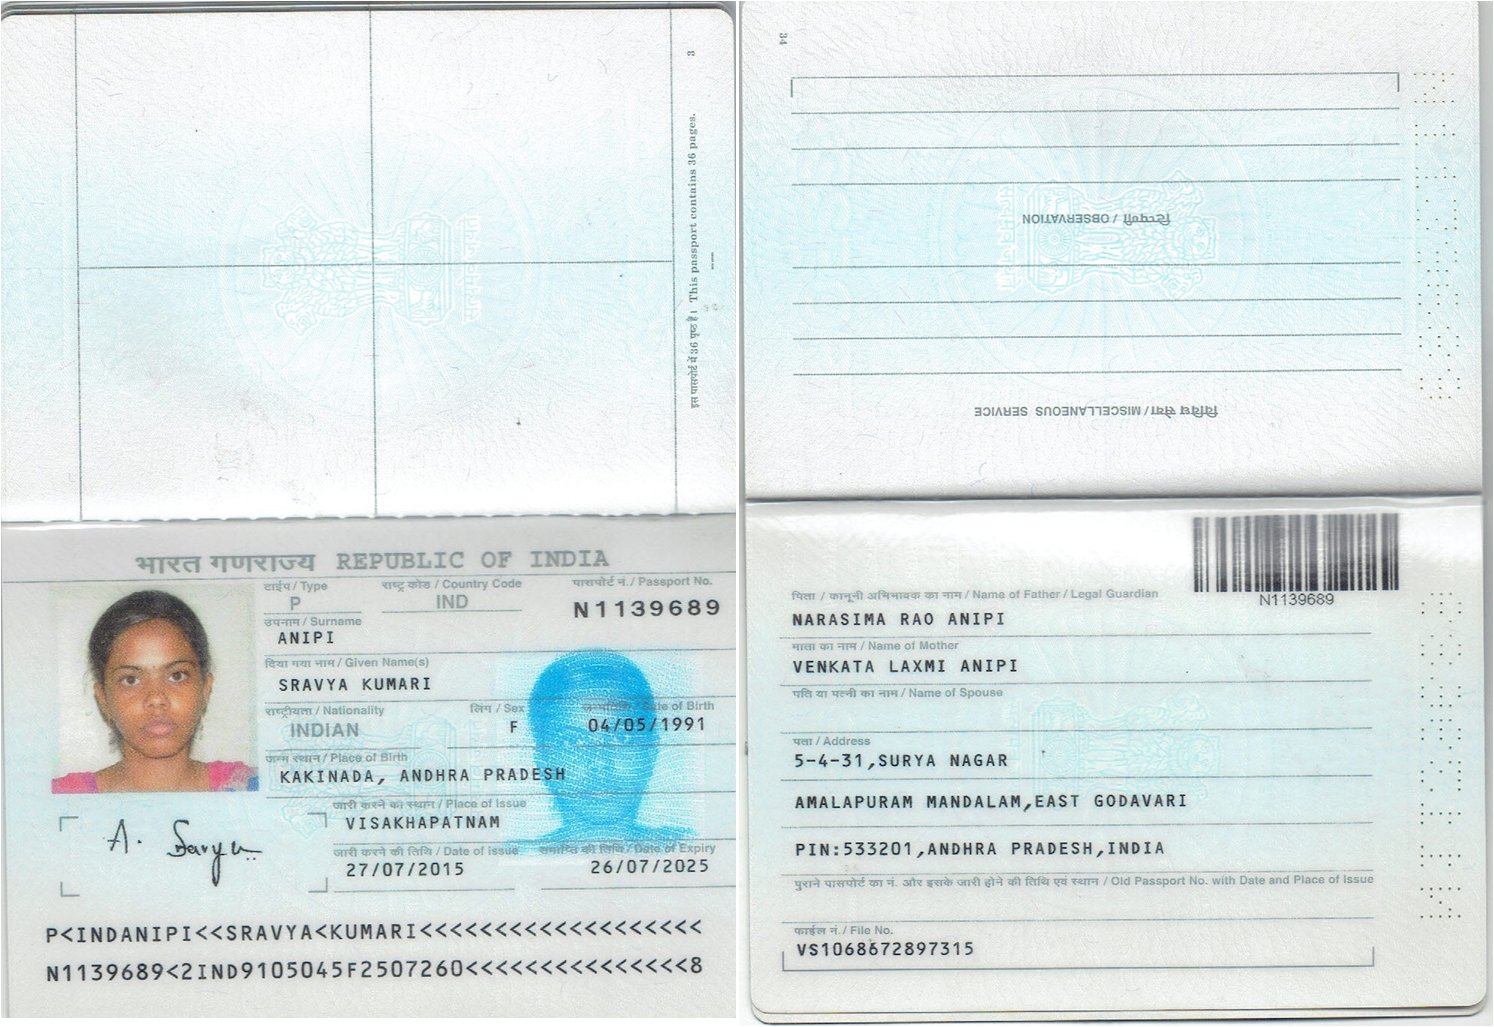 3
इस पासपोर्ट में 36 पृष्ठ हैं। This passport contains 36 pages.
भारत गणराज्य REPUBLIC OF INDIA
टाईप / Type
P
राष्ट्र कोड / Country Code
IND
पासपोर्ट नं. / Passport No.
N1139689
उपनाम / Surname
ANIPI
दिया गया नाम / Given Name(s)
SRAVYA KUMARI
राष्ट्रीयता / Nationality
INDIAN
लिंग / Sex
F
जन्मतिथि / Date of Birth
04/05/1991
जन्म स्थान / Place of Birth
KAKINADA, ANDHRA PRADESH
जारी करने का स्थान / Place of Issue
VISAKHAPATNAM
जारी करने की तिथि / Date of Issue
27/07/2015
समाप्ति की तिथि / Date of Expiry
26/07/2025
A. Sravya
P<INDANIPI<<SRAVYA<KUMARI<<<<<<<<<<<<<<<<<<<
N1139689<2IND9105045F2507260<<<<<<<<<<<<<<<8
34
टिप्पणी / OBSERVATION
विविध सेवा / MISCELLANEOUS SERVICE
N1139689
पिता / कानूनी अभिभावक का नाम / Name of Father / Legal Guardian
NARASIMA RAO ANIPI
माता का नाम / Name of Mother
VENKATA LAXMI ANIPI
पति या पत्नी का नाम / Name of Spouse
पता / Address
5-4-31,SURYA NAGAR
AMALAPURAM MANDALAM,EAST GODAVARI
PIN:533201,ANDHRA PRADESH,INDIA
पुराने पासपोर्ट का नं. और इसके जारी होने की तिथि एवं स्थान / Old Passport No. with Date and Place of Issue
फाईल नं. / File No.
VS1068672897315